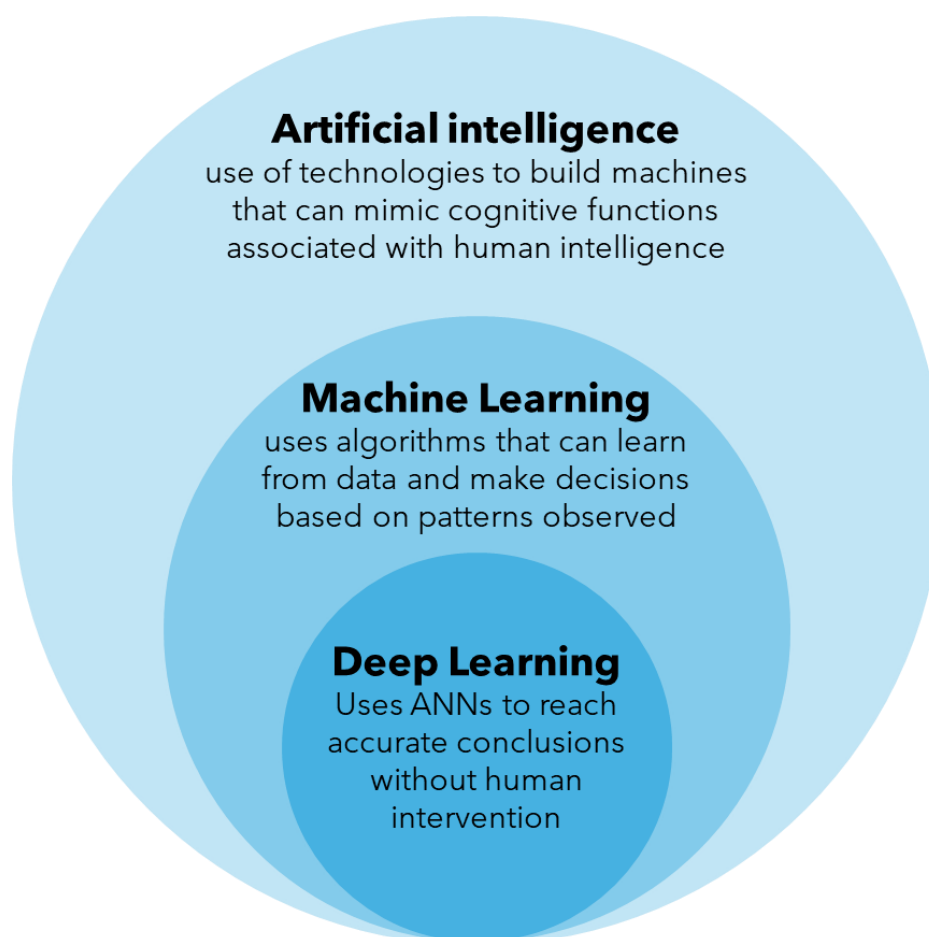 Artificial intelligence
use of technologies to build machines
that can mimic cognitive functions
associated with human intelligence
Machine Learning
uses algorithms that can learn
from data and make decisions
based on patterns observed
Deep Learning
Uses ANNs to reach
accurate conclusions
without human
intervention